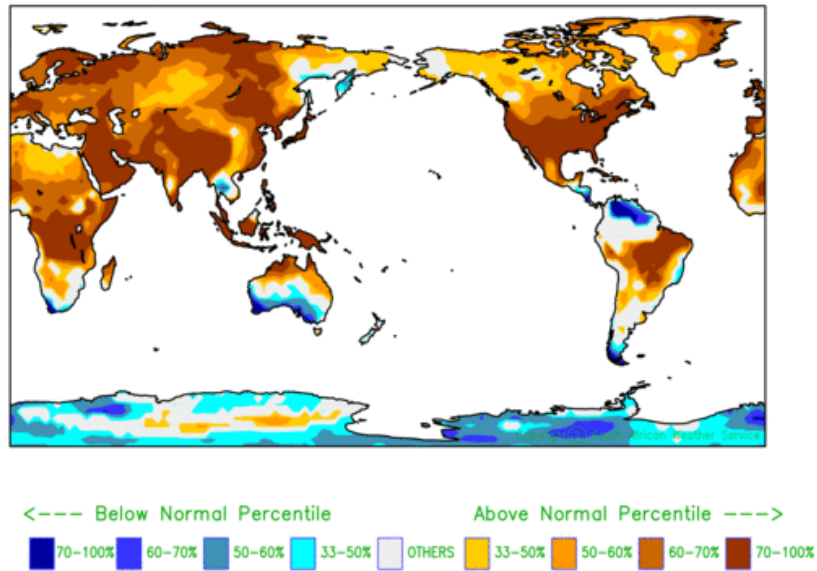 African Weather Service
<--- Below Normal Percentile
Above Normal Percentile --->
70-100%
60-70%
50-60%
33-50%
OTHERS
33-50%
50-60%
60-70%
70-100%